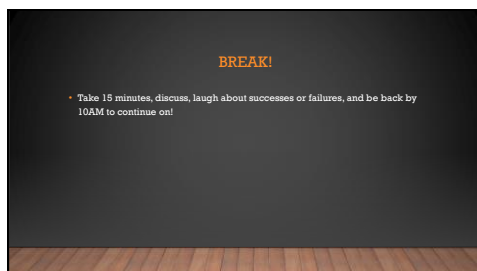 BREAK!
• Take 15 minutes, discuss, laugh about successes or failures, and be back by
10AM to continue on!